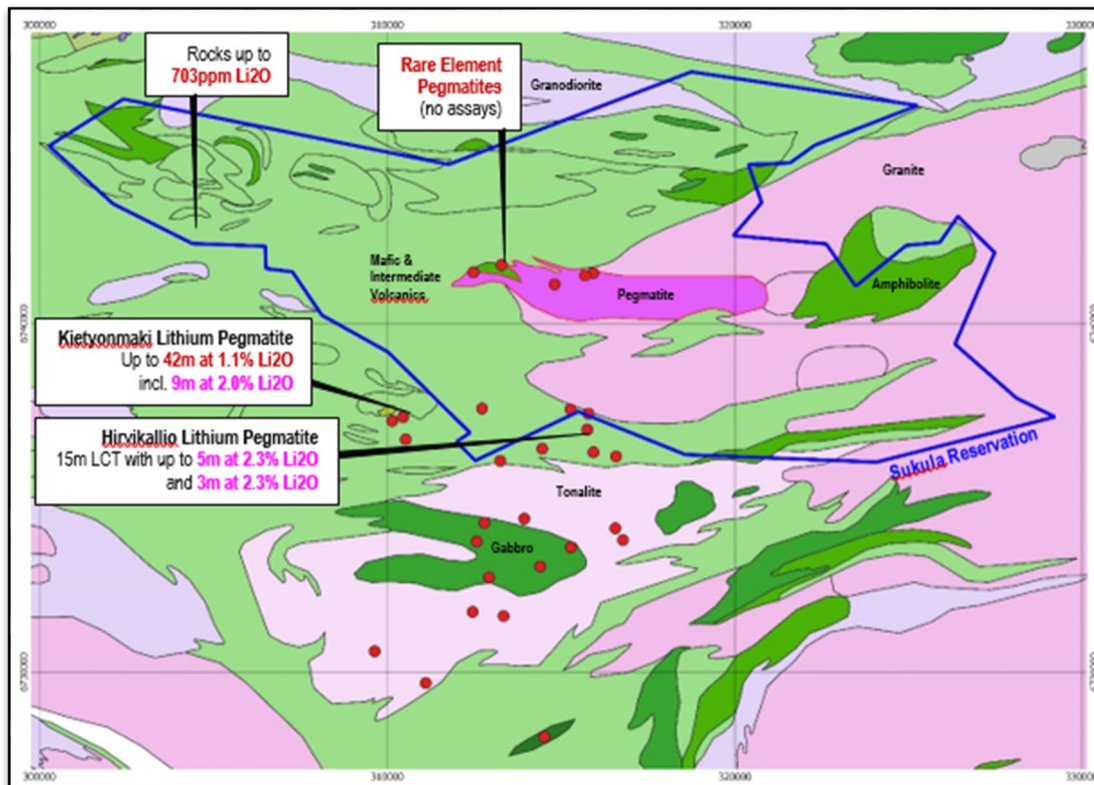 300000
310000
320000
330000
Rocks up to
703ppm Li2O
Rare Element
Pegmatites
(no assays)
Granodiorite
Granite
Mafic &
Intermediate
Volcanics
Pegmatite
Amphibolite
6740000
Kietyonmaki Lithium Pegmatite
Up to 42m at 1.1% Li2O
incl. 9m at 2.0% Li2O
Hirvikallio Lithium Pegmatite
15m LCT with up to 5m at 2.3% Li2O
and 3m at 2.3% Li2O
Sukula Reservation
Tonalite
Gabbro
6730000
300000
310000
320000
330000